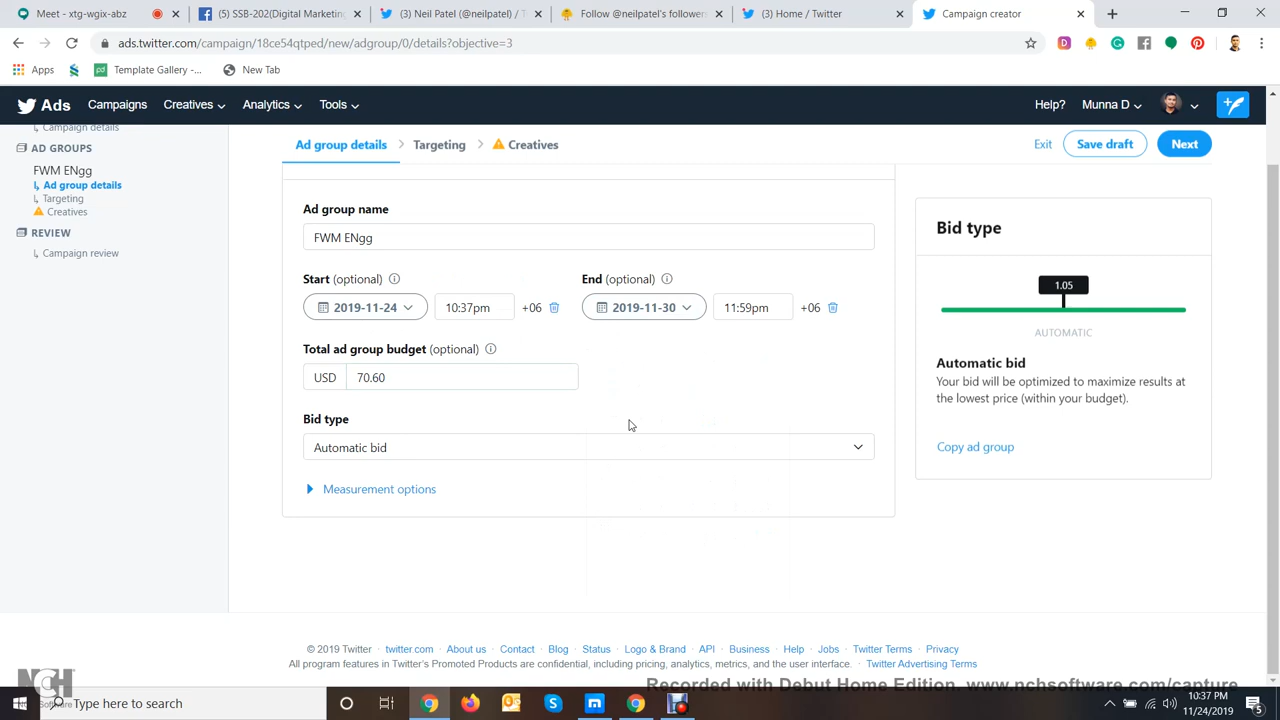 Meet - xtg-wgix-abz
(5) SSB-202(Digital Marketing
(3) Neil Patel (@neilpatel) / T
Follow @neilpatel's follower
(3) Home / Twitter
Campaign creator
ads.twitter.com/campaign/18ce54qtped/new/adgroup/0/details?objective=3
Apps
Template Gallery -...
New Tab
Ads
Campaigns
Creatives
Analytics
Tools
Help?
Munna D
Campaign details
AD GROUPS
FWM ENgg
Ad group details
Targeting
Creatives
REVIEW
Campaign review
Ad group details
Targeting
Creatives
Exit
Save draft
Next
Ad group name
FWM ENgg
Start (optional)
End (optional)
2019-11-24
10:37pm
+06
2019-11-30
11:59pm
+06
Total ad group budget (optional)
USD
70.60
Bid type
Automatic bid
Measurement options
Bid type
1.05
AUTOMATIC
Automatic bid
Your bid will be optimized to maximize results at
the lowest price (within your budget).
Copy ad group
© 2019 Twitter · twitter.com · About us · Contact · Blog · Status · Logo & Brand · API · Business · Help · Jobs · Twitter Terms · Privacy
All program features in Twitter's Promoted Products are confidential, including pricing, analytics, metrics, and the user interface. · Twitter Advertising Terms
NCH
Software
Recorded with Debut Home Edition. www.nchsoftware.com/capture
Type here to search
10:37 PM
11/24/2019